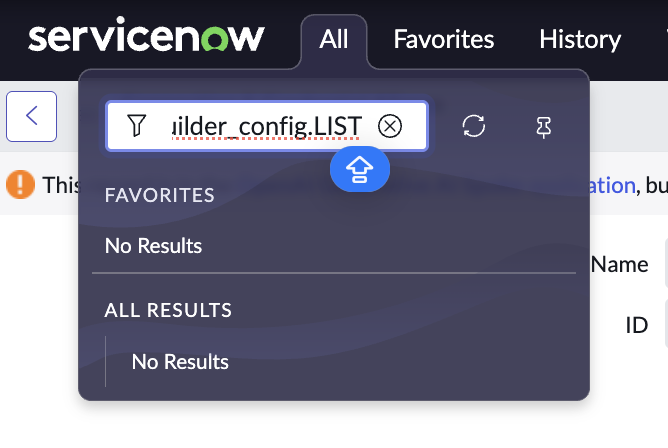 servicenow All Favorites History
uilder_config.LIST
This ation, bu
FAVORITES
No Results
Name
ALL RESULTS
ID
No Results